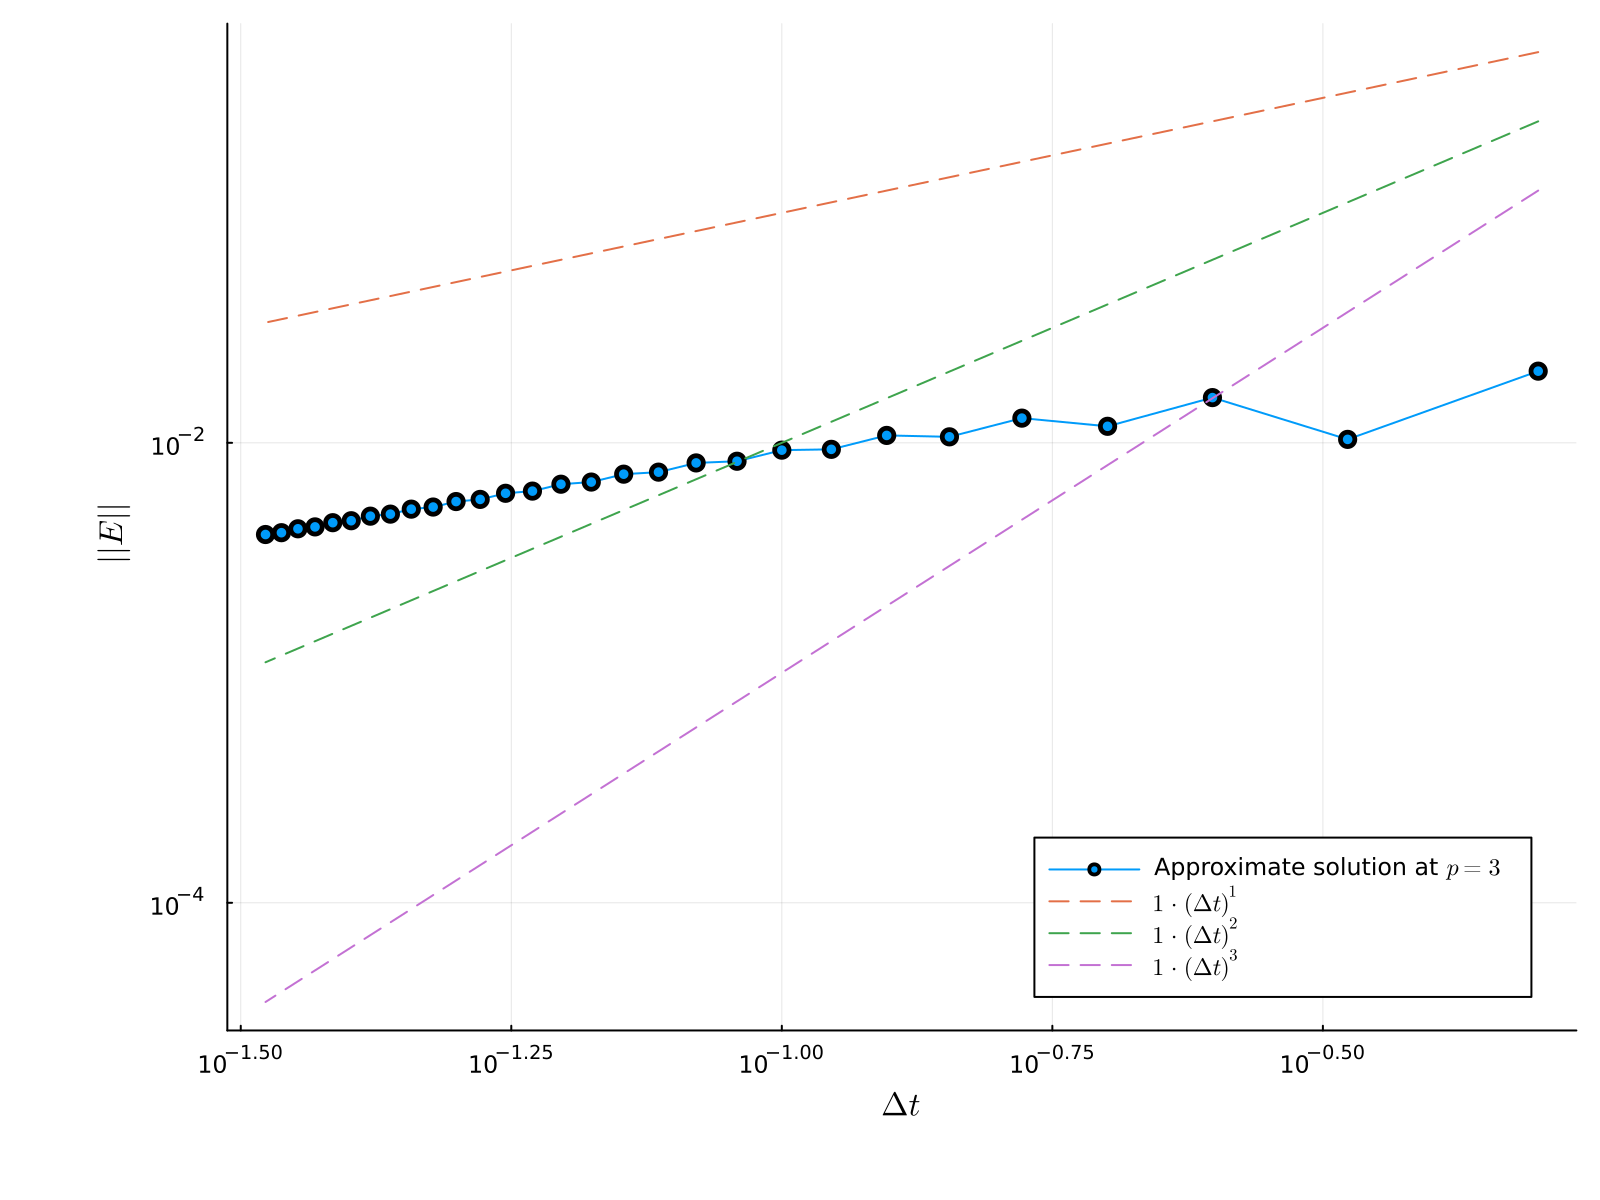 ||E||
10⁻²
10⁻⁴
10⁻¹·⁵⁰ 10⁻¹·²⁵ 10⁻¹·⁰⁰ 10⁻⁰·⁷⁵ 10⁻⁰·⁵⁰
Δt
Approximate solution at p = 3
1 · (Δt)¹
1 · (Δt)²
1 · (Δt)³